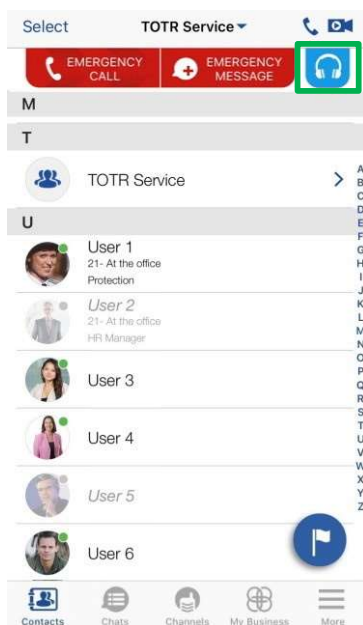 Select TOTR Service
EMERGENCY
CALL
EMERGENCY
MESSAGE
M
T
TOTR Service
U
User 1
21- At the office
Protection
User 2
21- At the office
HR Manager
User 3
User 4
User 5
User 6
A
B
C
D
E
F
G
H
I
J
K
L
M
N
O
P
Q
R
S
T
U
V
W
X
Y
Z
Contacts Chats Channels My Business More